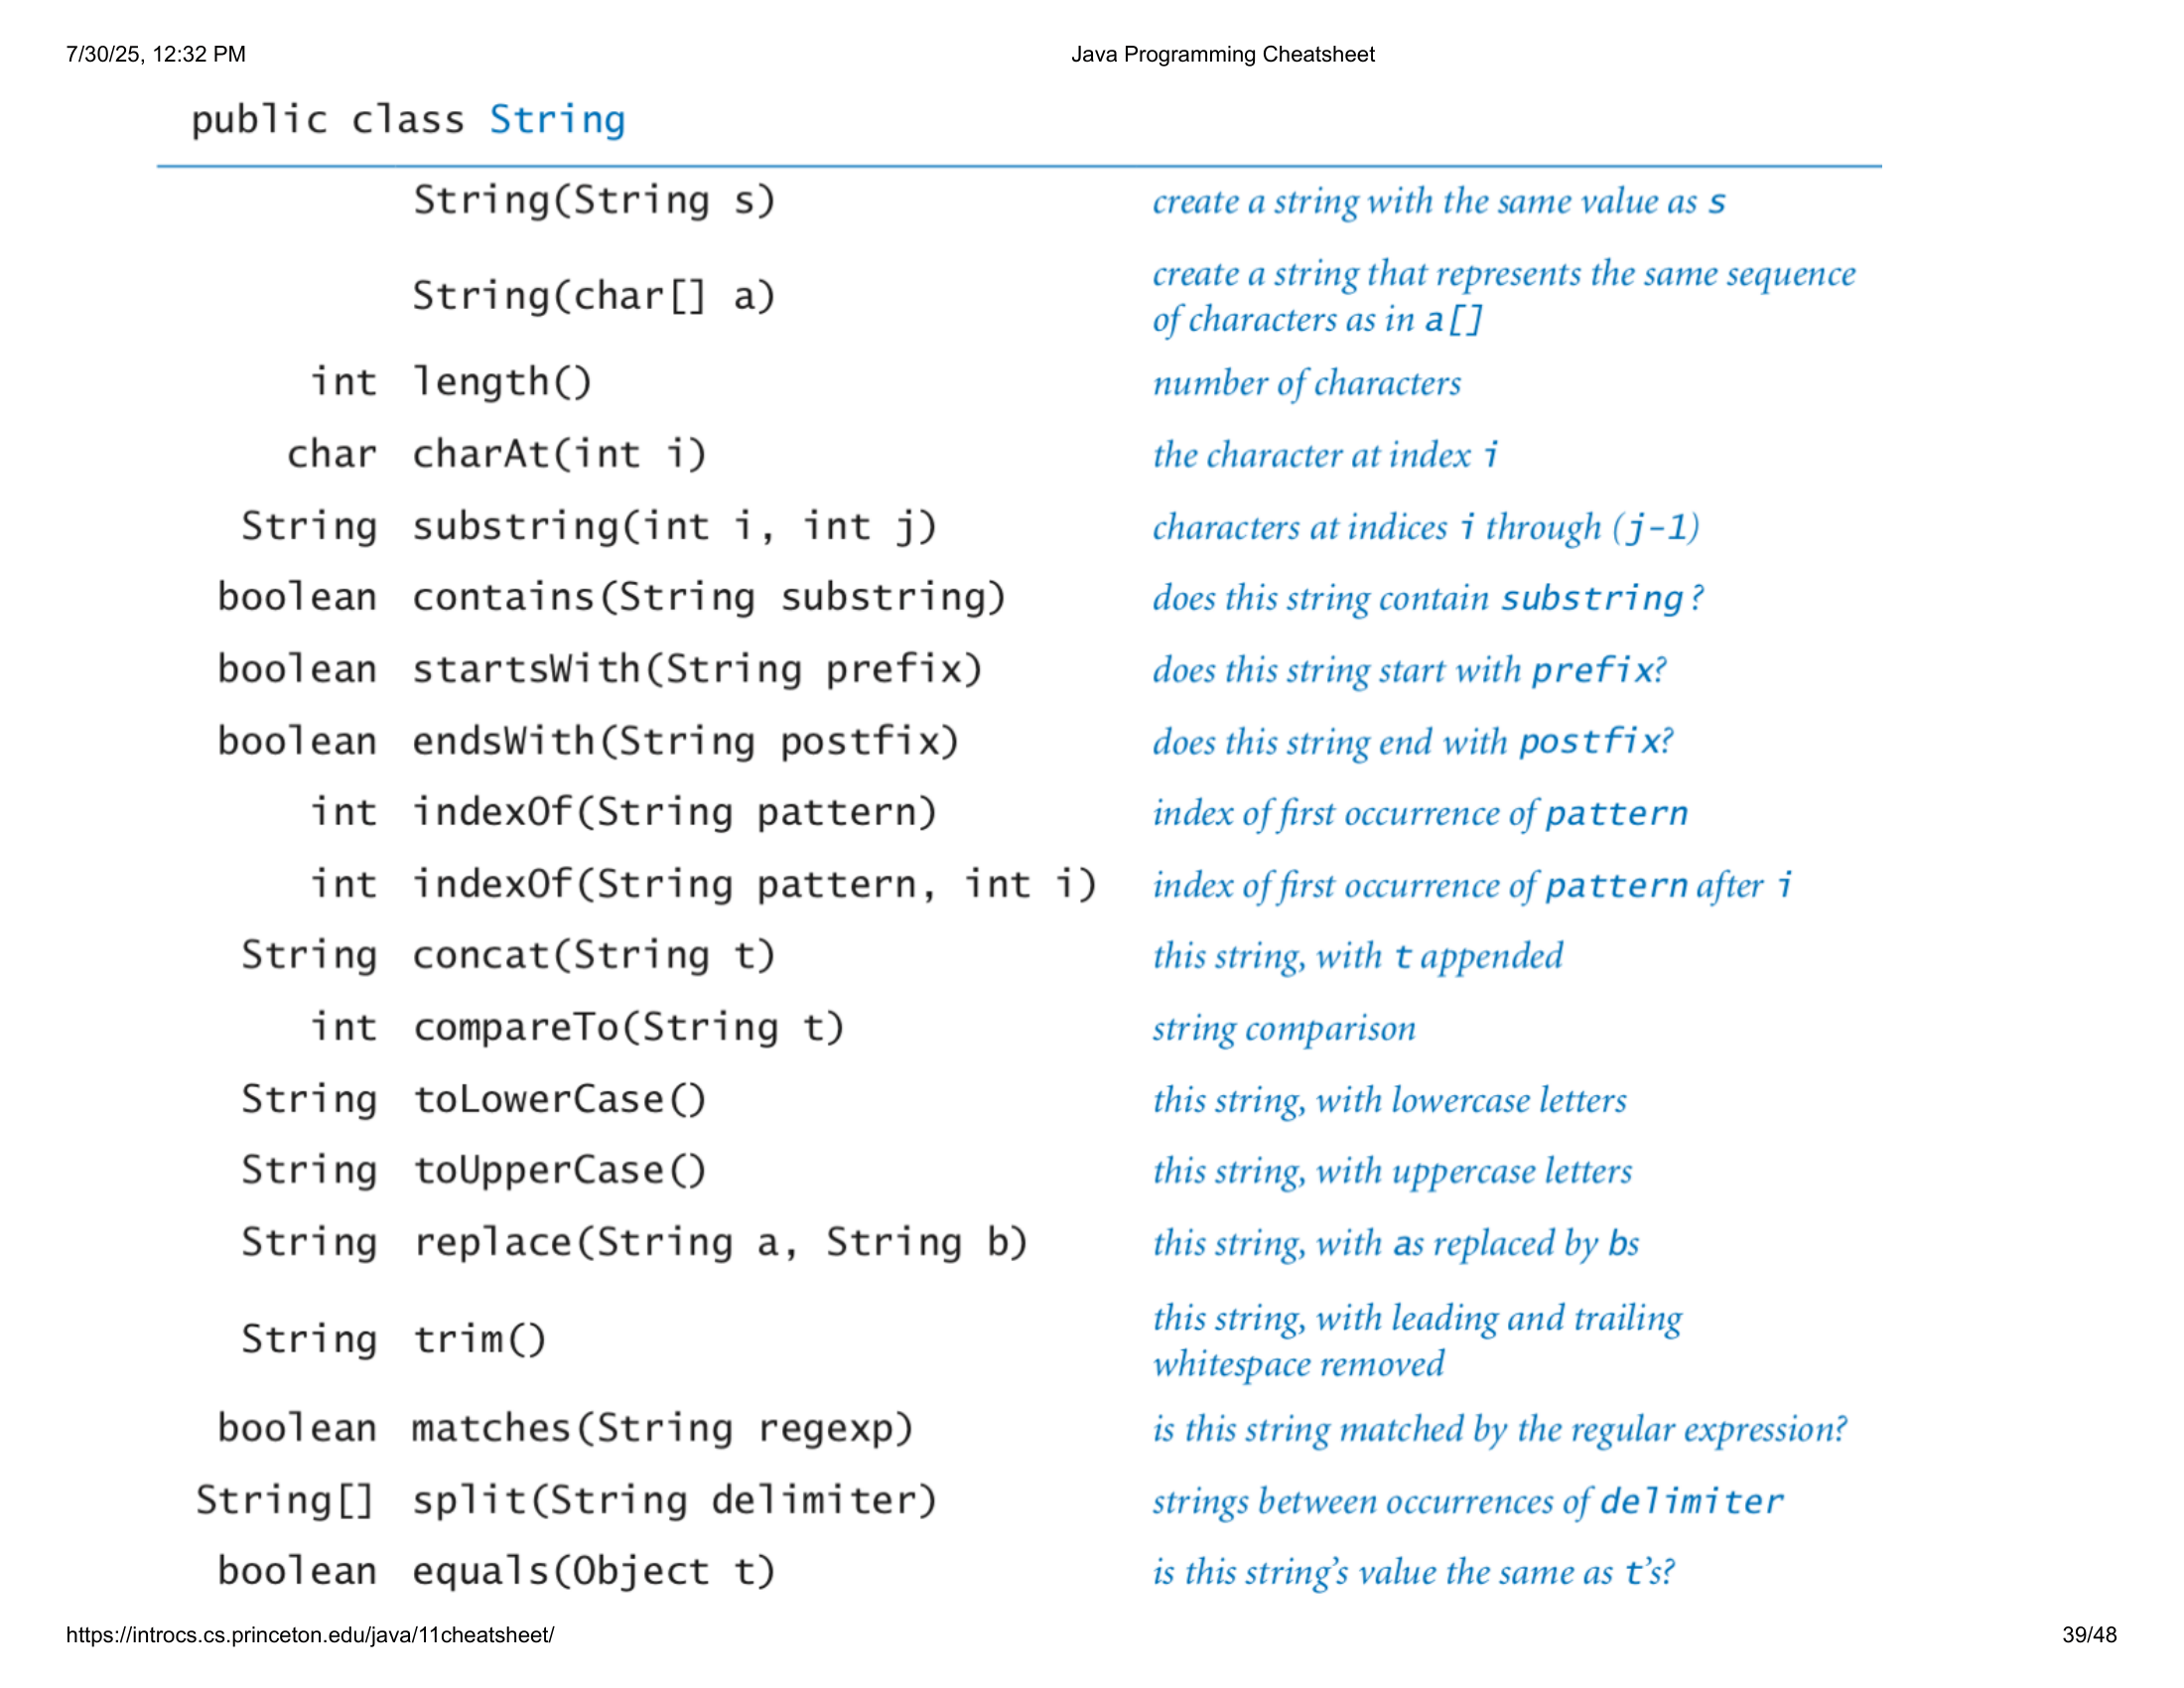 7/30/25, 12:32 PM Java Programming Cheatsheet
public class String
String(String s) create a string with the same value as s
String(char[] a) create a string that represents the same sequence
of characters as in a[]
int length() number of characters
char charAt(int i) the character at index i
String substring(int i, int j) characters at indices i through (j-1)
boolean contains(String substring) does this string contain substring?
boolean startsWith(String prefix) does this string start with prefix?
boolean endsWith(String postfix) does this string end with postfix?
int indexOf(String pattern) index of first occurrence of pattern
int indexOf(String pattern, int i) index of first occurrence of pattern after i
String concat(String t) this string, with t appended
int compareTo(String t) string comparison
String toLowerCase() this string, with lowercase letters
String toUpperCase() this string, with uppercase letters
String replace(String a, String b) this string, with as replaced by bs
String trim() this string, with leading and trailing
whitespace removed
boolean matches(String regexp) is this string matched by the regular expression?
String[] split(String delimiter) strings between occurrences of delimiter
boolean equals(Object t) is this string's value the same as t's?
https://introcs.cs.princeton.edu/java/11cheatsheet/ 39/48